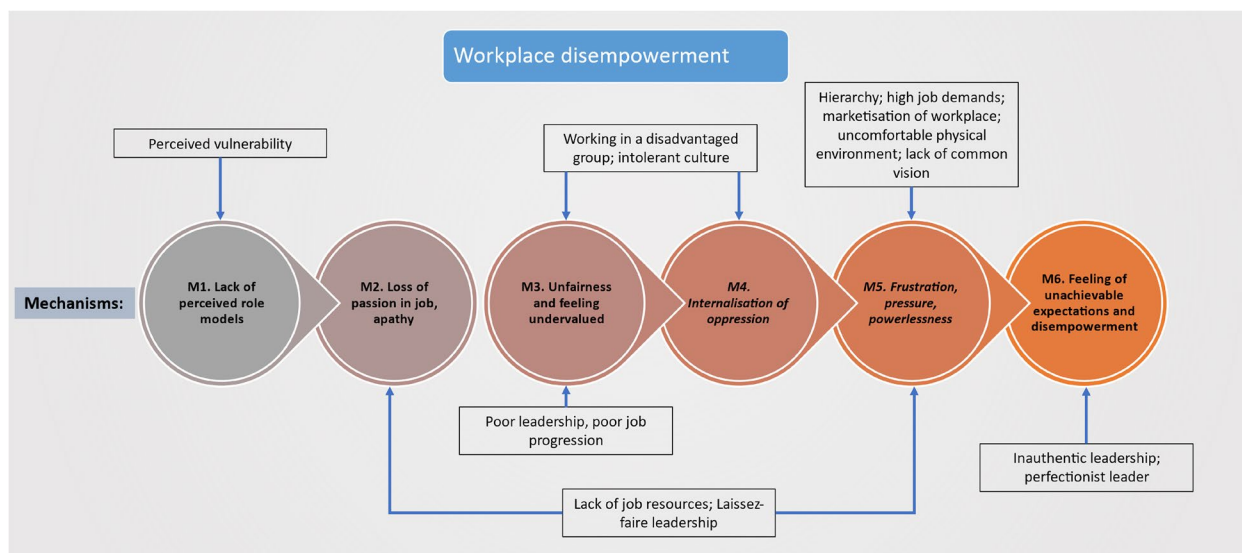 Workplace disempowerment
Perceived vulnerability
Working in a disadvantaged
group; intolerant culture
Hierarchy; high job demands;
marketisation of workplace;
uncomfortable physical
environment; lack of common
vision
Mechanisms:
M1. Lack of
perceived role
models
M2. Loss of
passion in job,
apathy
M3. Unfairness
and feeling
undervalued
M4.
Internalisation of
oppression
M5. Frustration,
pressure,
powerlessness
M6. Feeling of
unachievable
expectations and
disempowerment
Poor leadership, poor job
progression
Inauthentic leadership;
perfectionist leader
Lack of job resources; Laissez-
faire leadership